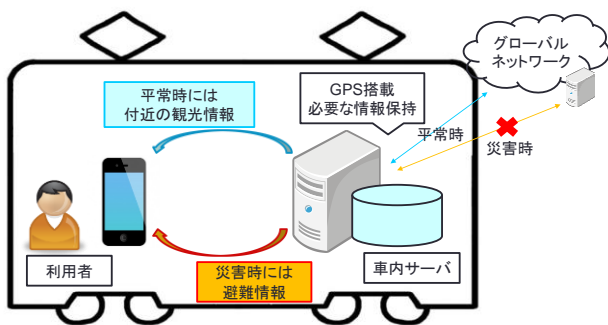 グローバル
ネットワーク
平常時には
付近の観光情報
GPS搭載
必要な情報保持
平常時
災害時
利用者
災害時には
避難情報
車内サーバ